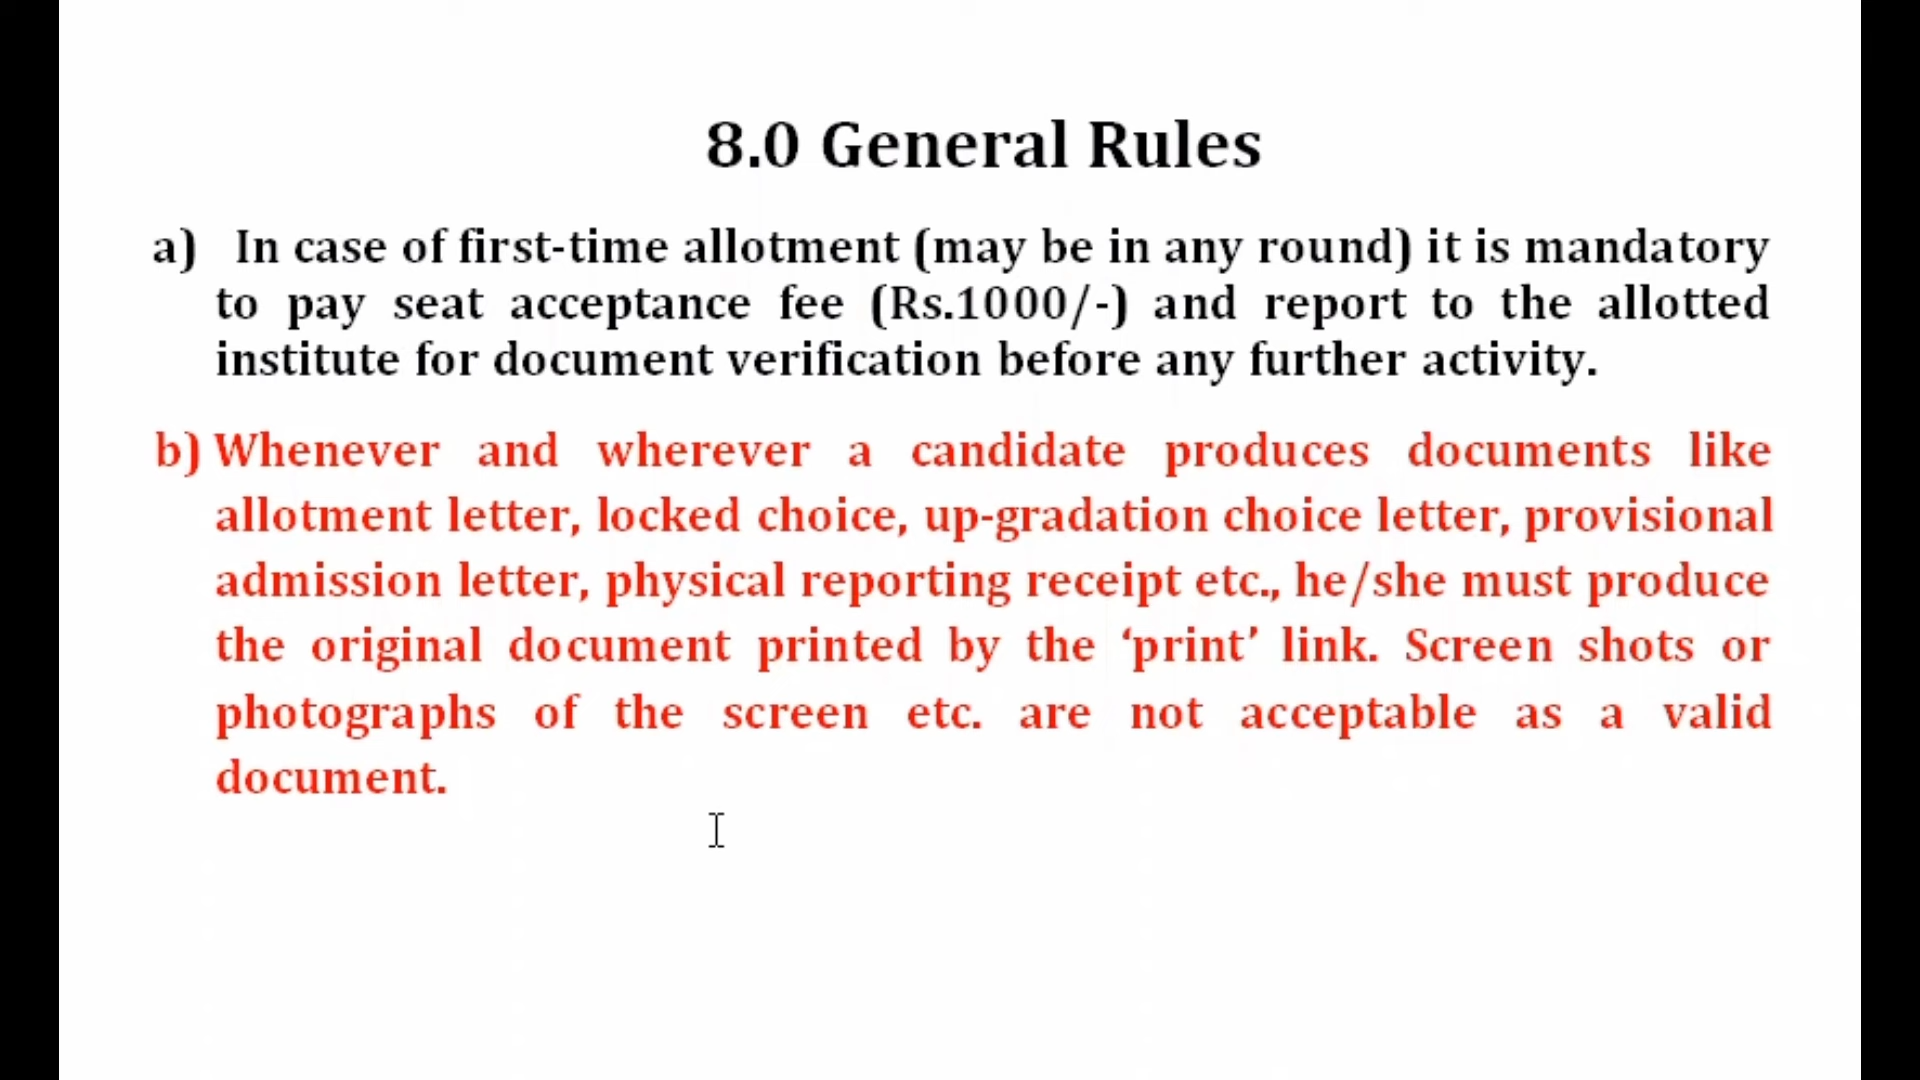 8.0 General Rules
a) In case of first-time allotment (may be in any round) it is mandatory
to pay seat acceptance fee (Rs.1000/-) and report to the allotted
institute for document verification before any further activity.
b) Whenever and wherever a candidate produces documents like
allotment letter, locked choice, up-gradation choice letter, provisional
admission letter, physical reporting receipt etc., he/she must produce
the original document printed by the ‘print’ link. Screen shots or
photographs of the screen etc. are not acceptable as a valid
document.